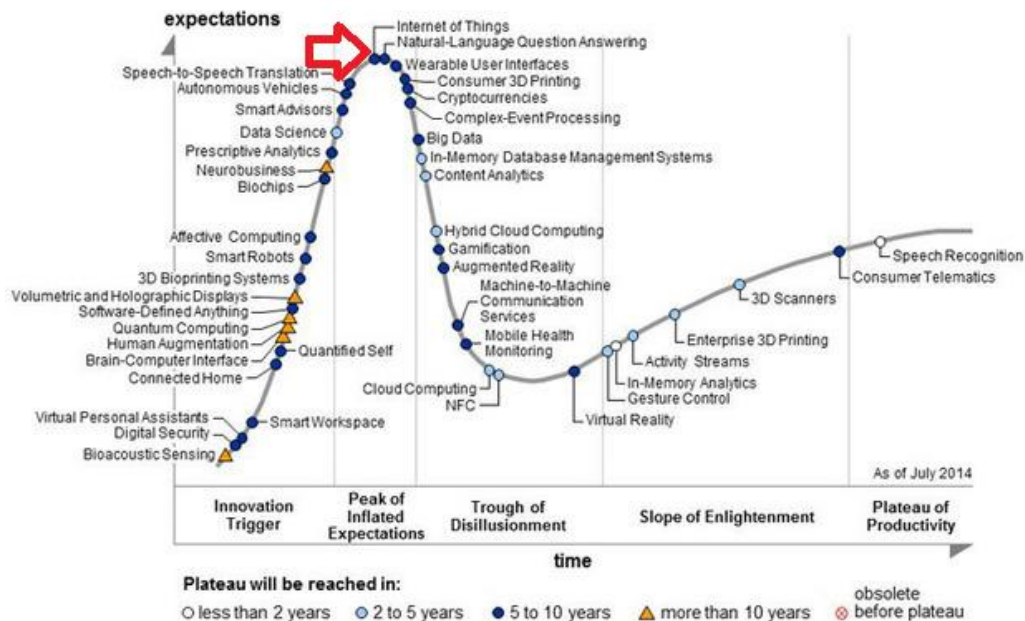 expectations
Internet of Things
Natural-Language Question Answering
Wearable User Interfaces
Speech-to-Speech Translation
Consumer 3D Printing
Autonomous Vehicles
Cryptocurrencies
Smart Advisors
Complex-Event Processing
Data Science
Big Data
Prescriptive Analytics
In-Memory Database Management Systems
Neurobusiness
Content Analytics
Biochips
Hybrid Cloud Computing
Affective Computing
Gamification
Smart Robots
Augmented Reality
3D Bioprinting Systems
Machine-to-Machine
Communication
Services
Volumetric and Holographic Displays
Software-Defined Anything
Quantum Computing
Human Augmentation
Brain-Computer Interface
Quantified Self
Connected Home
Mobile Health
Monitoring
Virtual Personal Assistants
Smart Workspace
Digital Security
Bioacoustic Sensing
Cloud Computing
NFC
Virtual Reality
Gesture Control
In-Memory Analytics
Activity Streams
Enterprise 3D Printing
3D Scanners
Consumer Telematics
Speech Recognition
As of July 2014
Innovation
Trigger
Peak of
Inflated
Expectations
Trough of
Disillusionment
Slope of Enlightenment
Plateau of
Productivity
time
Plateau will be reached in:
less than 2 years
2 to 5 years
5 to 10 years
more than 10 years
obsolete
before plateau